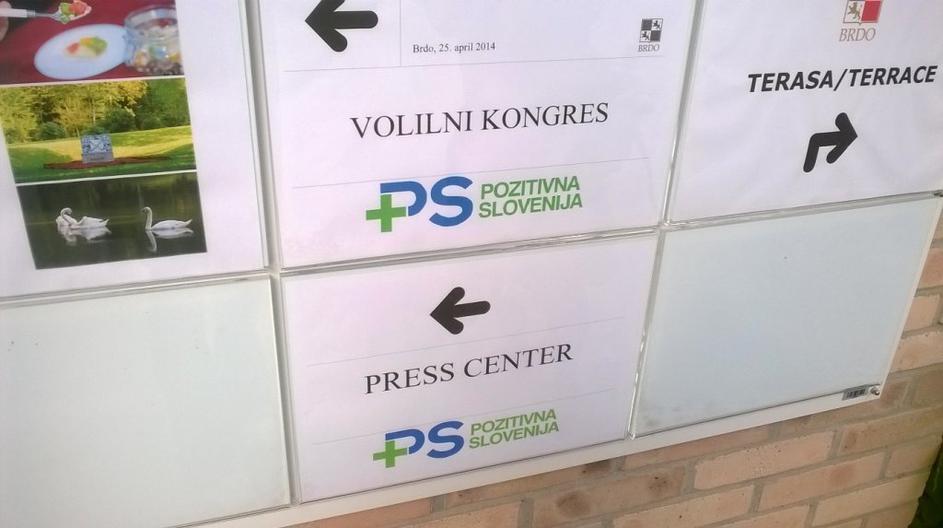 Brdo, 25. april 2014
BRDO
VOLILNI KONGRES
PS POZITIVNA
SLOVENIJA
BRDO
TERASA/TERRACE
PRESS CENTER
PS POZITIVNA
SLOVENIJA